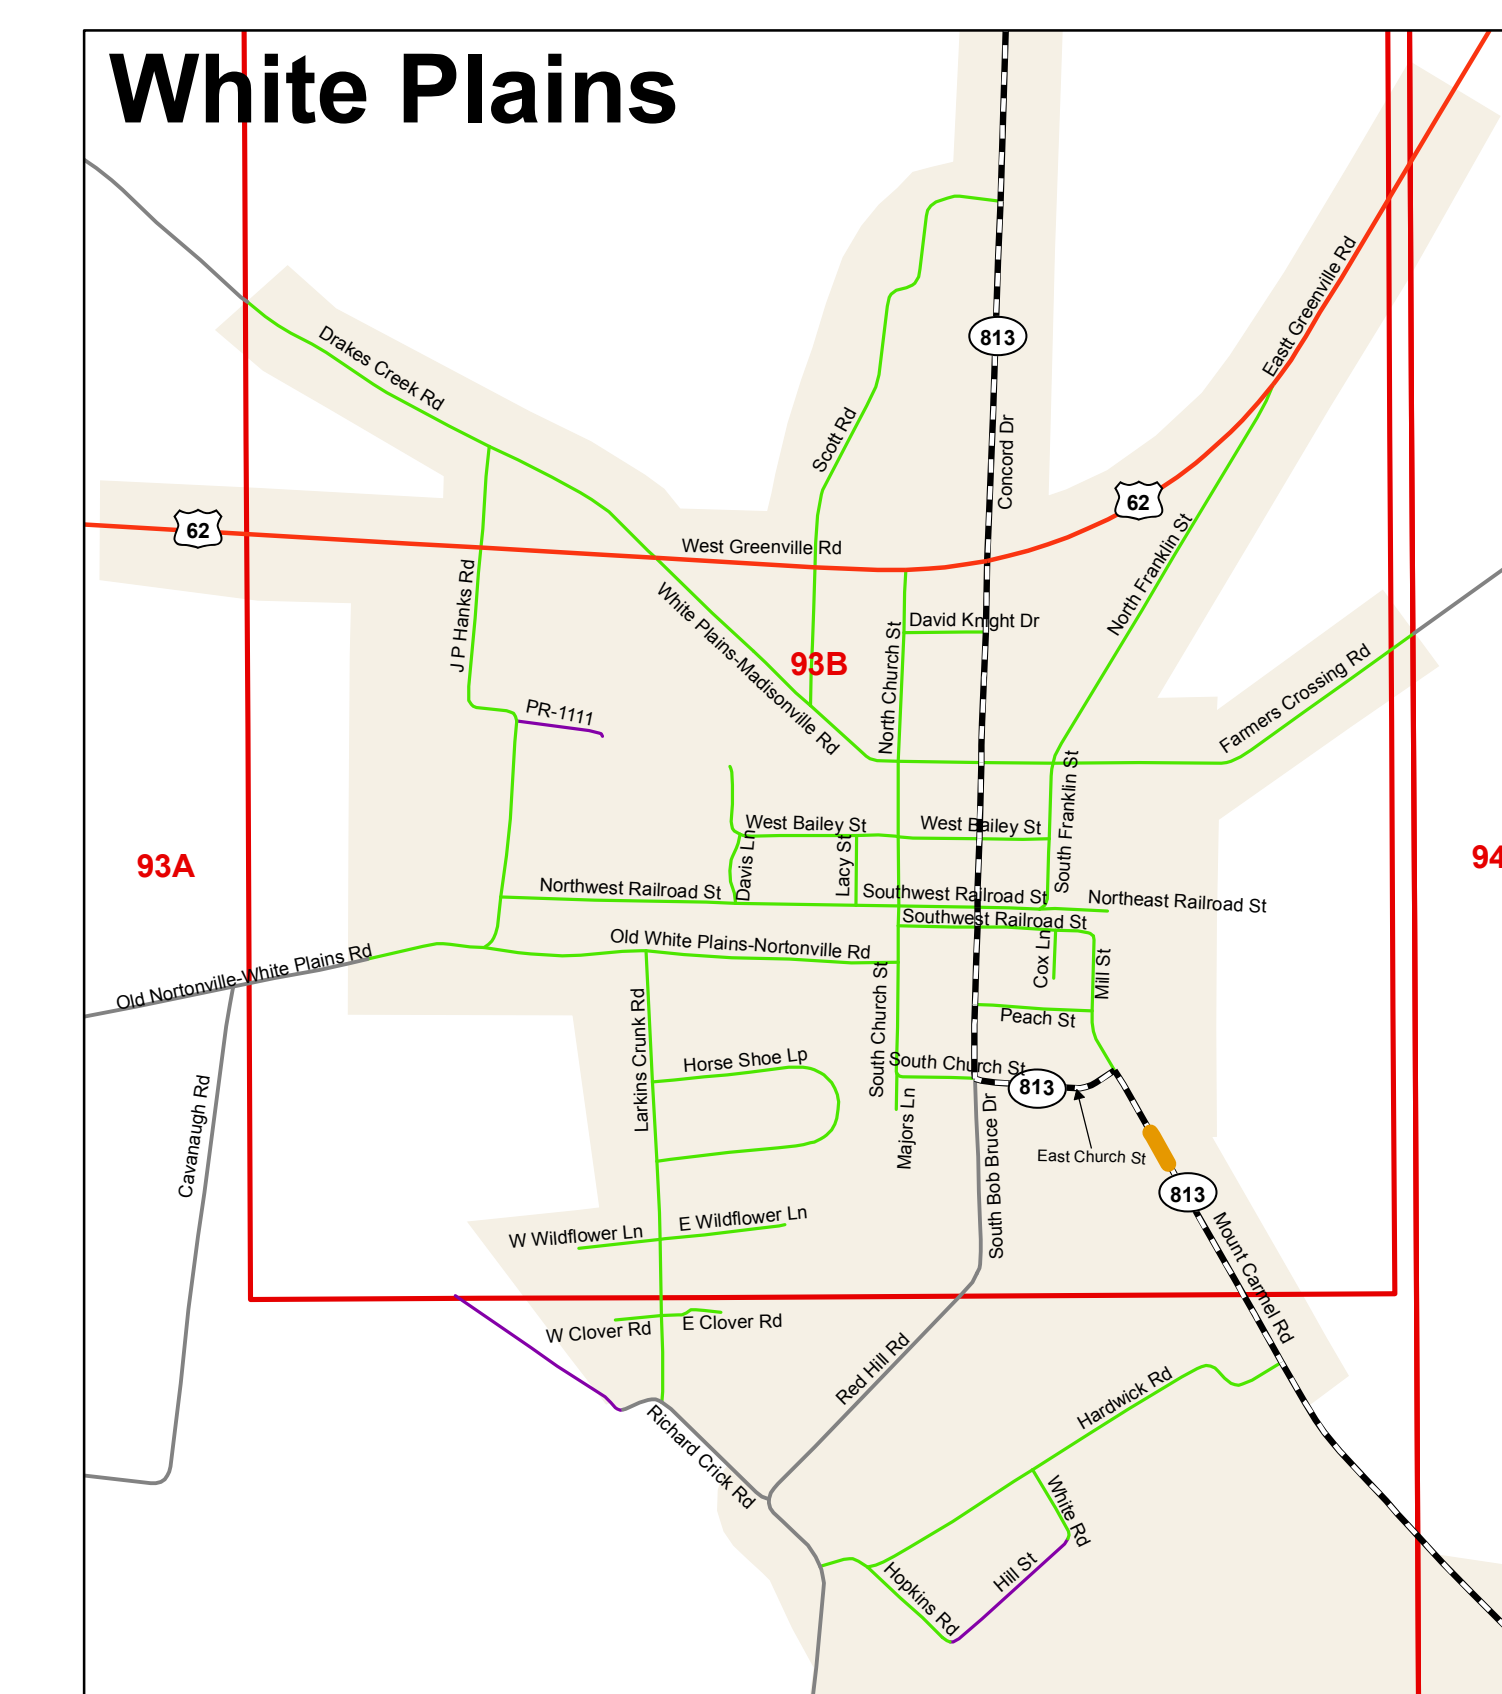 White Plains
Eastt Greenville Rd
Drakes Creek Rd
813
Scott Rd
Concord Dr
62
62
West Greenville Rd
North Franklin St
J P Hanks Rd
White Plains-Madisonville Rd
David Knight Dr
93B
North Church St
Farmers Crossing Rd
PR-1111
South Franklin St
West Bailey St
West Bailey St
93A
94
Davis Ln
Lacy St
Northwest Railroad St
Southwest Railroad St
Northeast Railroad St
Southwest Railroad St
Old White Plains-Nortonville Rd
Old Nortonville-White Plains Rd
Cox Ln
Mill St
South Church St
Larkins Crunk Rd
Peach St
Horse Shoe Lp
South Church St
813
Cavanaugh Rd
Majors Ln
South Bob Bruce Dr
East Church St
813
W Wildflower Ln
E Wildflower Ln
Mount Carmel Rd
W Clover Rd
E Clover Rd
Red Hill Rd
Hardwick Rd
Richard Crick Rd
White Rd
Hill St
Hopkins Rd